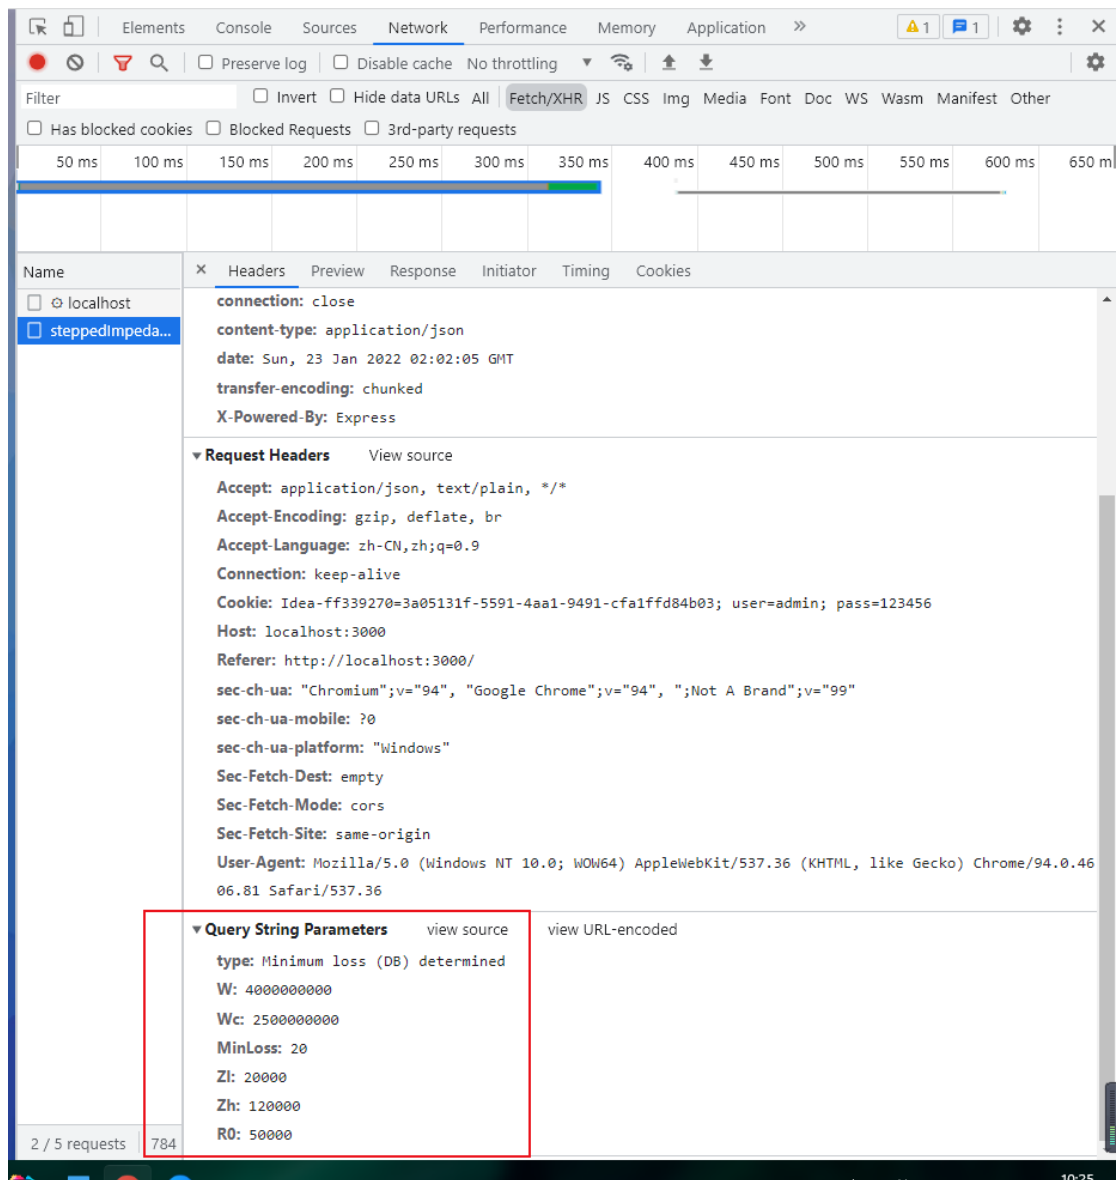 Elements Console Sources Network Performance Memory Application » 1 1
Preserve log Disable cache No throttling
Filter Invert Hide data URLs All Fetch/XHR JS CSS Img Media Font Doc WS Wasm Manifest Other
Has blocked cookies Blocked Requests 3rd-party requests
50 ms 100 ms 150 ms 200 ms 250 ms 300 ms 350 ms 400 ms 450 ms 500 ms 550 ms 600 ms 650 m
Name × Headers Preview Response Initiator Timing Cookies
localhost
steppedImpeda...
connection: close
content-type: application/json
date: Sun, 23 Jan 2022 02:02:05 GMT
transfer-encoding: chunked
X-Powered-By: Express
Request Headers View source
Accept: application/json, text/plain, */*
Accept-Encoding: gzip, deflate, br
Accept-Language: zh-CN,zh;q=0.9
Connection: keep-alive
Cookie: Idea-ff339270=3a05131f-5591-4aa1-9491-cfa1ffd84b03; user=admin; pass=123456
Host: localhost:3000
Referer: http://localhost:3000/
sec-ch-ua: "Chromium";v="94", "Google Chrome";v="94", ";Not A Brand";v="99"
sec-ch-ua-mobile: ?0
sec-ch-ua-platform: "Windows"
Sec-Fetch-Dest: empty
Sec-Fetch-Mode: cors
Sec-Fetch-Site: same-origin
User-Agent: Mozilla/5.0 (Windows NT 10.0; WOW64) AppleWebKit/537.36 (KHTML, like Gecko) Chrome/94.0.46
06.81 Safari/537.36
Query String Parameters view source view URL-encoded
type: Minimum loss (DB) determined
W: 4000000000
Wc: 2500000000
MinLoss: 20
Zl: 20000
Zh: 120000
R0: 50000
2 / 5 requests 784
10:25